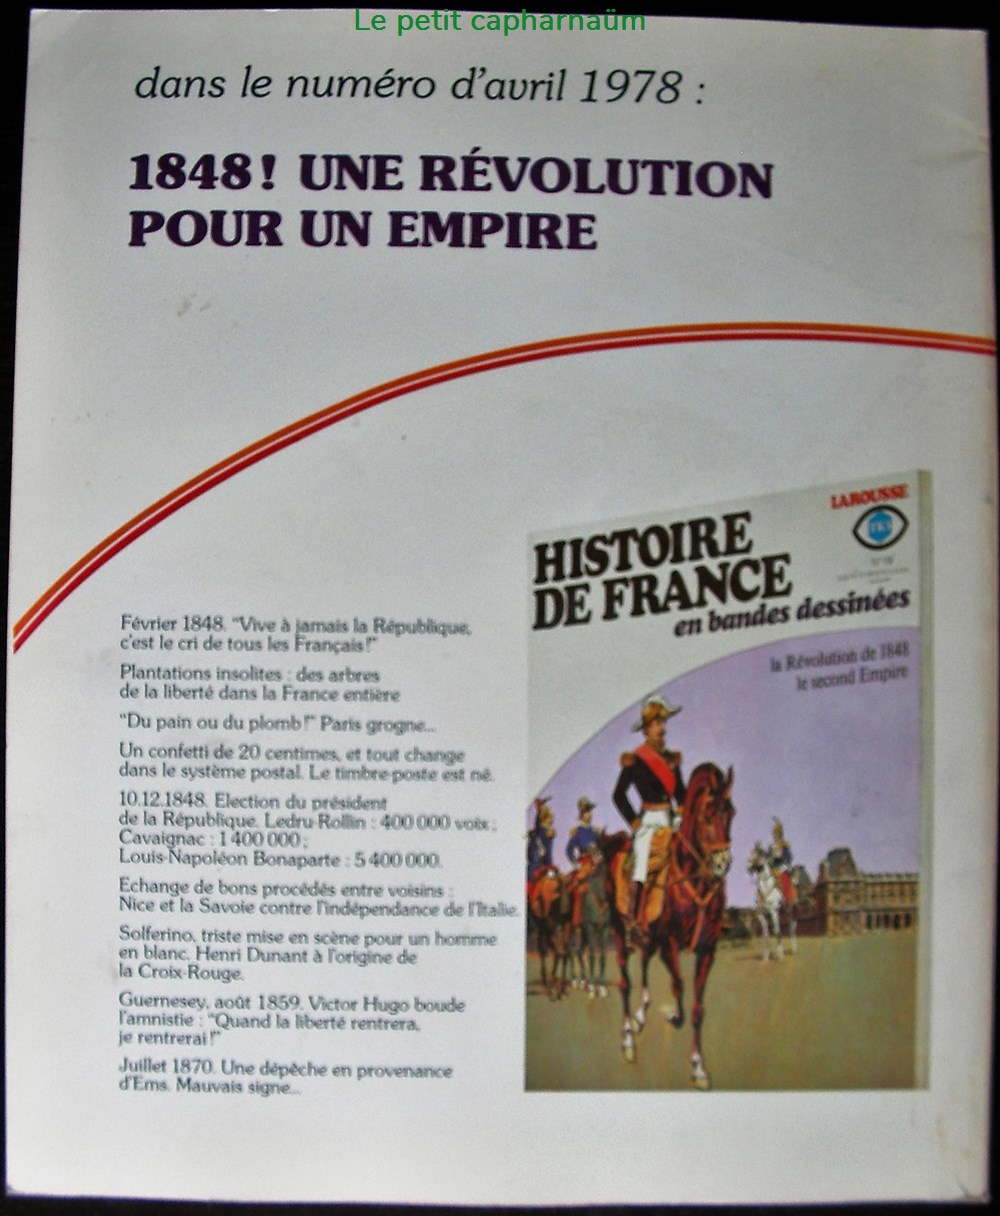 Le petit capharnaüm
dans le numéro d'avril 1978 :
1848! UNE RÉVOLUTION
POUR UN EMPIRE
LAROUSSE
HISTOIRE
DE FRANCE
en bandes dessinées
la Révolution de 1848
le second Empire
Février 1848. "Vive à jamais la République,
c'est le cri de tous les Français!"
Plantations insolites : des arbres
de la liberté dans la France entière
"Du pain ou du plomb!" Paris grogne...
Un confetti de 20 centimes, et tout change
dans le système postal. Le timbre-poste est né.
10.12.1848. Election du président
de la République. Ledru-Rollin : 400 000 voix ;
Cavaignac : 1 400 000 ;
Louis-Napoléon Bonaparte : 5 400 000.
Echange de bons procédés entre voisins :
Nice et la Savoie contre l'indépendance de l'Italie.
Solferino, triste mise en scène pour un homme
en blanc. Henri Dunant à l'origine de
la Croix-Rouge.
Guernesey, août 1859. Victor Hugo boude
l'amnistie : "Quand la liberté rentrera,
je rentrerai!"
Juillet 1870. Une dépêche en provenance
d'Ems. Mauvais signe...